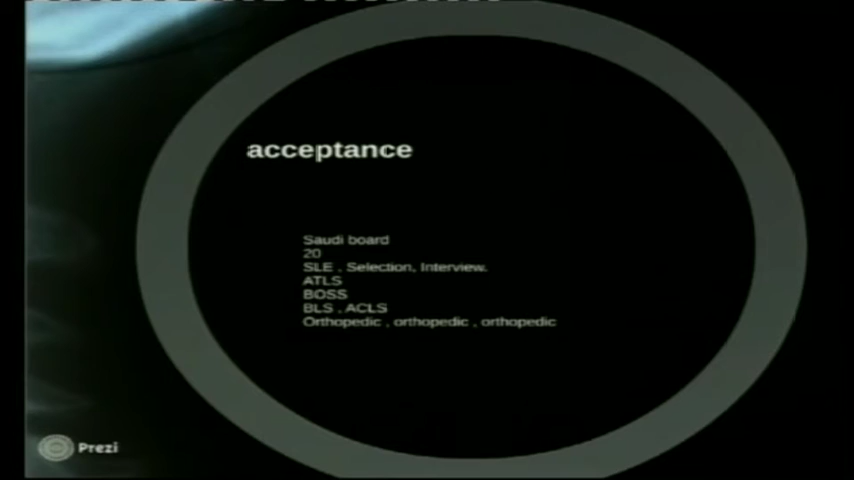 acceptance
Saudi board
20
SLE , Selection, Interview.
ATLS
BOSS
BLS , ACLS
Orthopedic , orthopedic , orthopedic
Prezi